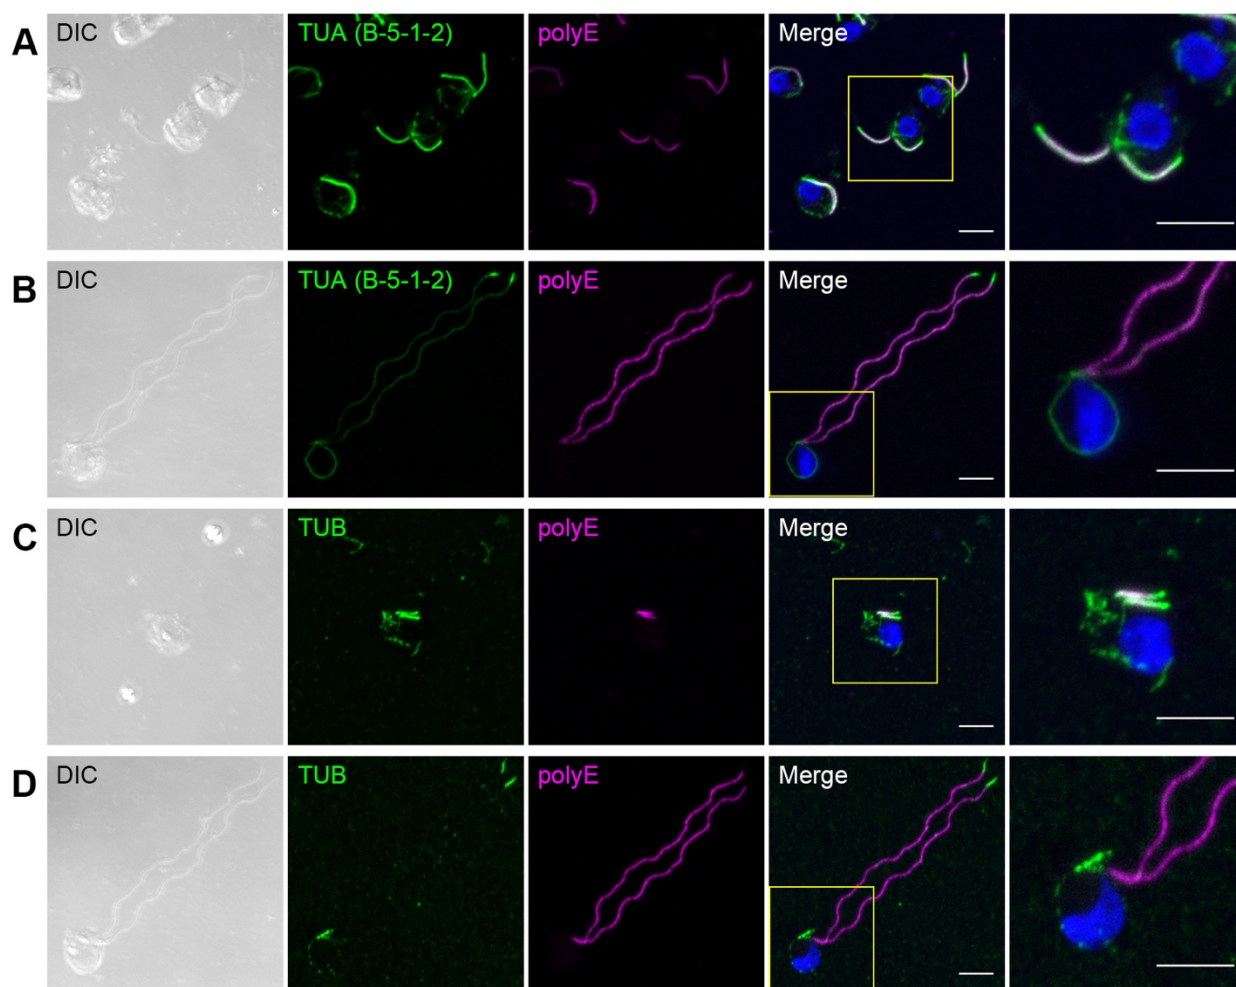 A DIC TUA (B-5-1-2) polyE Merge
B DIC TUA (B-5-1-2) polyE Merge
C DIC TUB polyE Merge
D DIC TUB polyE Merge